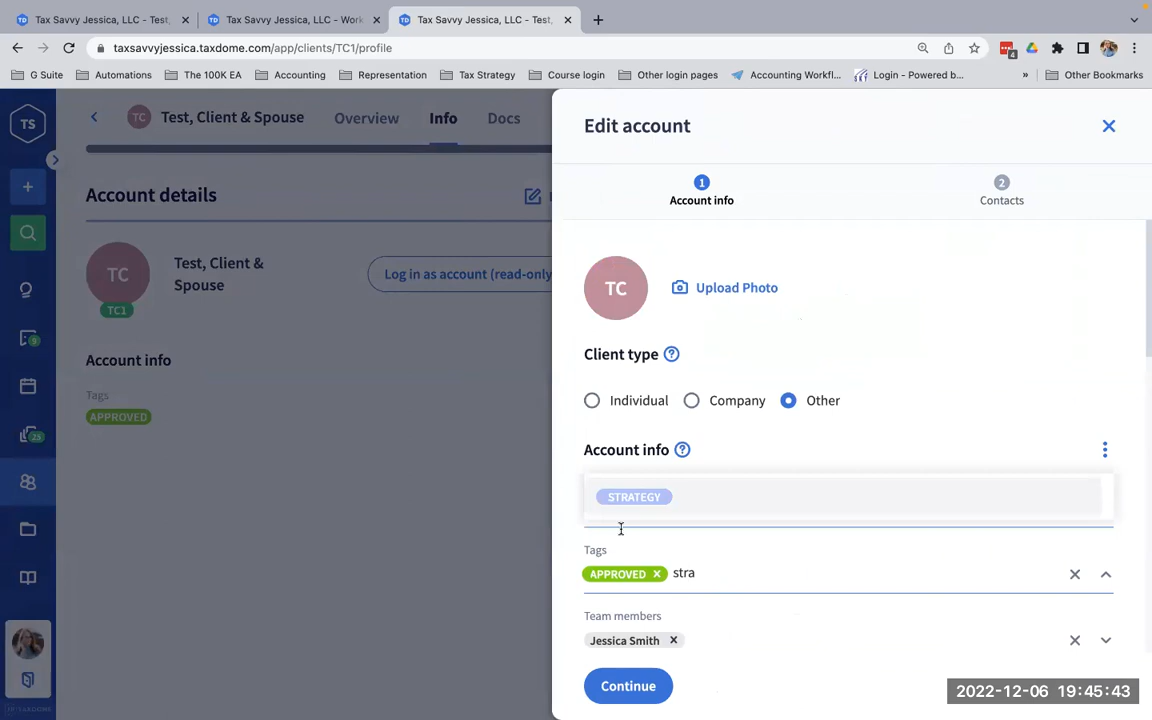 Tax Savvy Jessica, LLC - Test,
Tax Savvy Jessica, LLC - Work
Tax Savvy Jessica, LLC - Test,
taxsavvyjessica.taxdome.com/app/clients/TC1/profile
4
G Suite
Automations
The 100K EA
Accounting
Representation
Tax Strategy
Course login
Other login pages
Accounting Workfl...
Login - Powered b...
»
Other Bookmarks
TS
TC
Test, Client & Spouse
Overview
Info
Docs
Account details
TC
TC1
Test, Client &
Spouse
Log in as account (read-only
Account info
Tags
APPROVED
9
25
Edit account
1
Account info
2
Contacts
TC
Upload Photo
Client type
Individual
Company
Other
Account info
STRATEGY
Tags
APPROVED
stra
Team members
Jessica Smith
Continue
2022-12-06 19:45:43